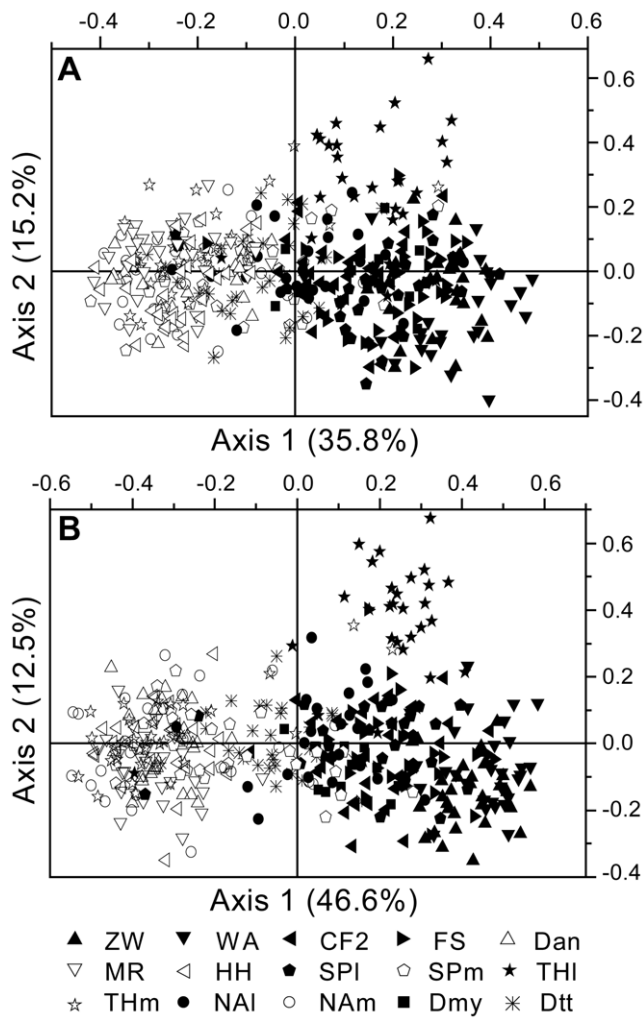 -0.4 -0.2 0.0 0.2 0.4 0.6
A
0.6
0.4
0.2
0.0
-0.2
-0.4
Axis 2 (15.2%)
Axis 1 (35.8%)
-0.6 -0.4 -0.2 0.0 0.2 0.4 0.6
B
0.6
0.4
0.2
0.0
-0.2
-0.4
Axis 2 (12.5%)
Axis 1 (46.6%)
ZW WA CF2 FS Dan
MR HH SPl SPm THl
THm NAl NAm Dmy Dtt